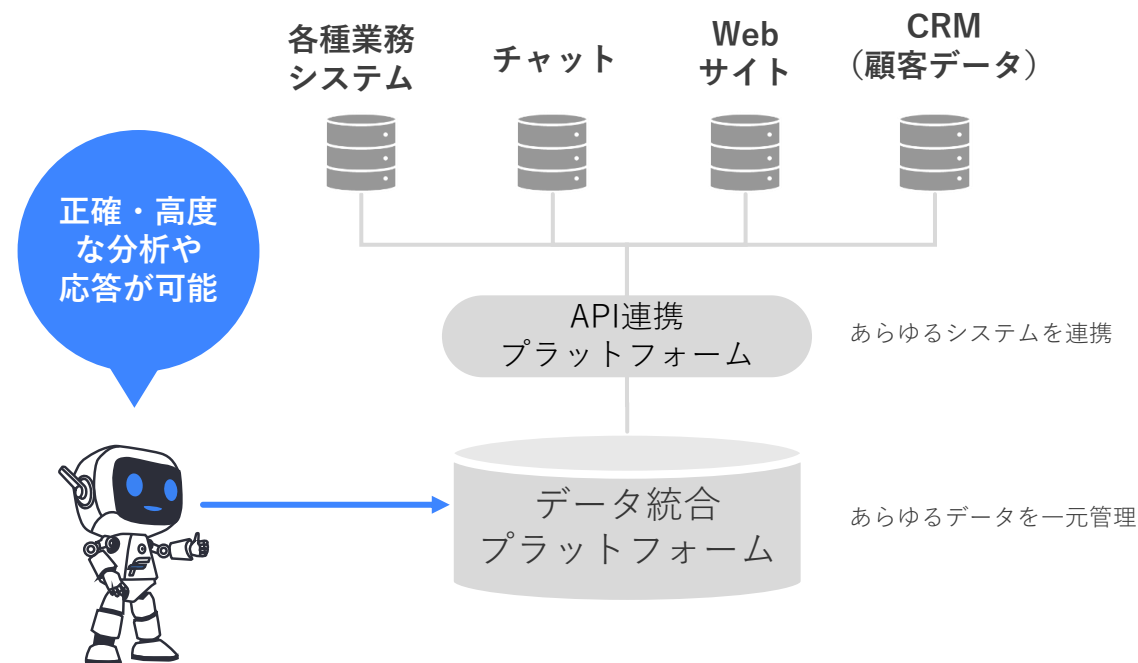 各種業務
システム
チャット
Web
サイト
CRM
（顧客データ）
正確・高度
な分析や
応答が可能
API連携
プラットフォーム
あらゆるシステムを連携
データ統合
プラットフォーム
あらゆるデータを一元管理